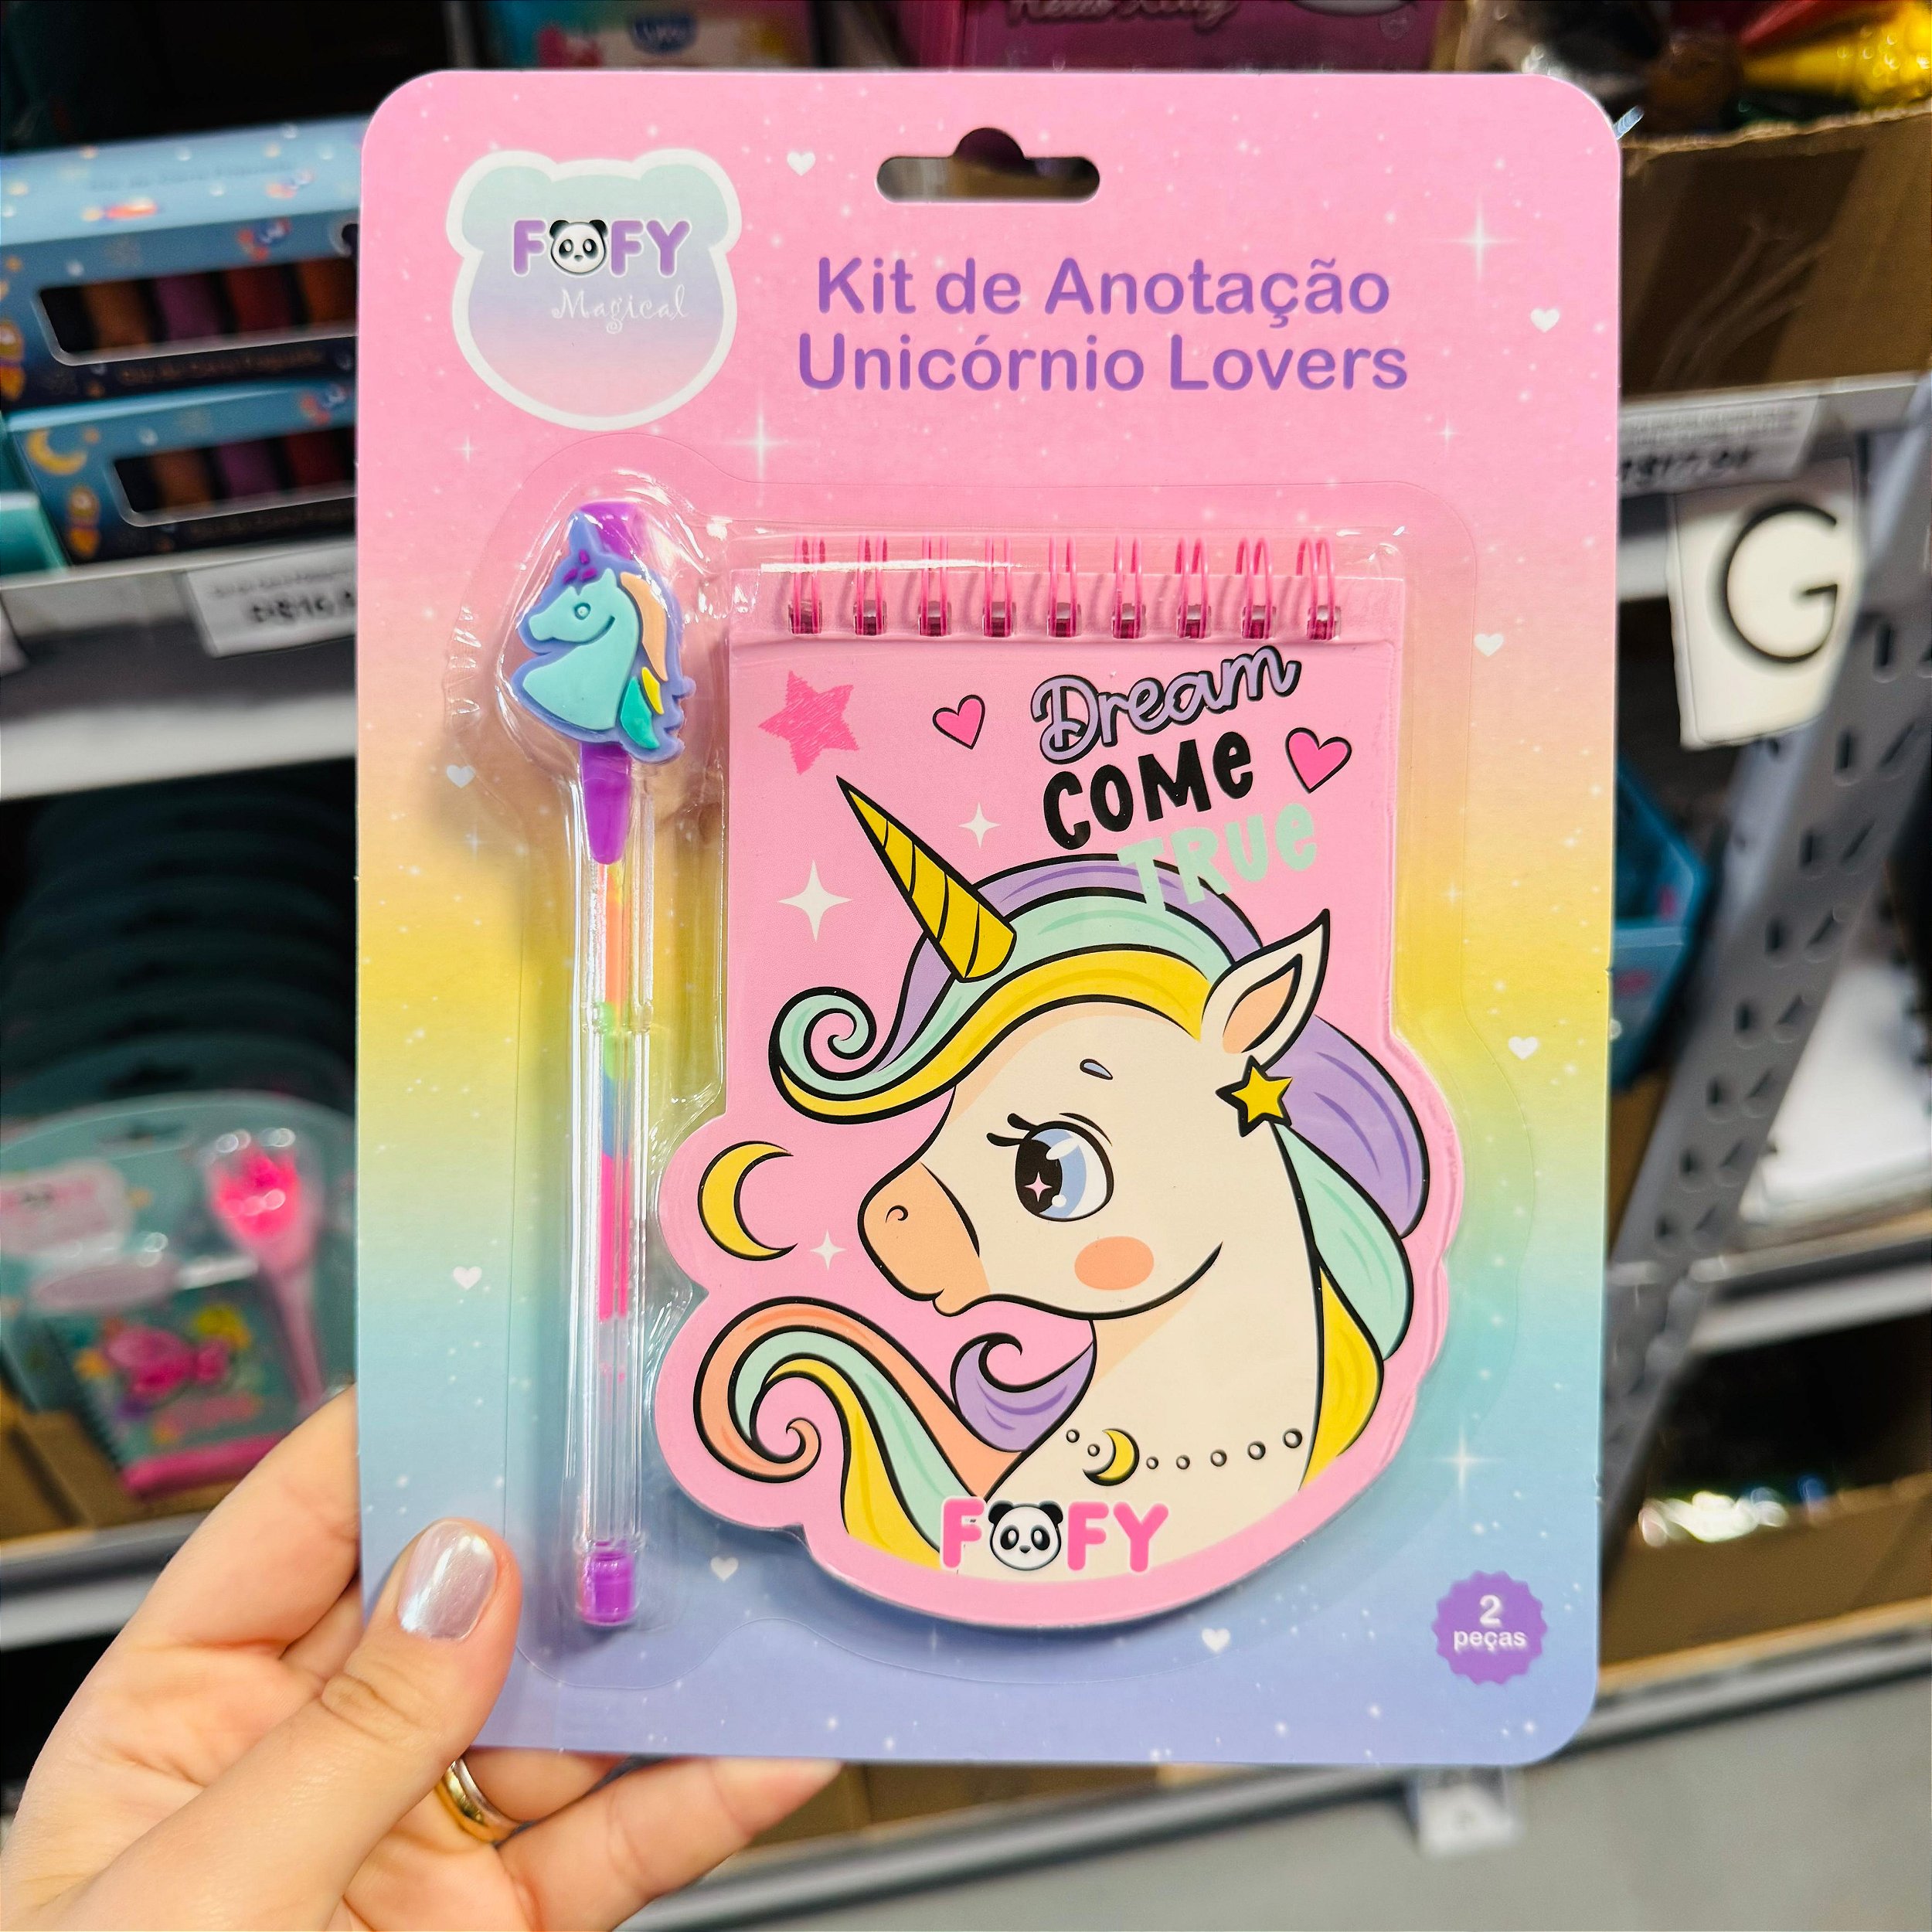 FOFY
Magical
Kit de Anotação
Unicórnio Lovers
Dream
COME
TRUE
FOFY
2
peças
G